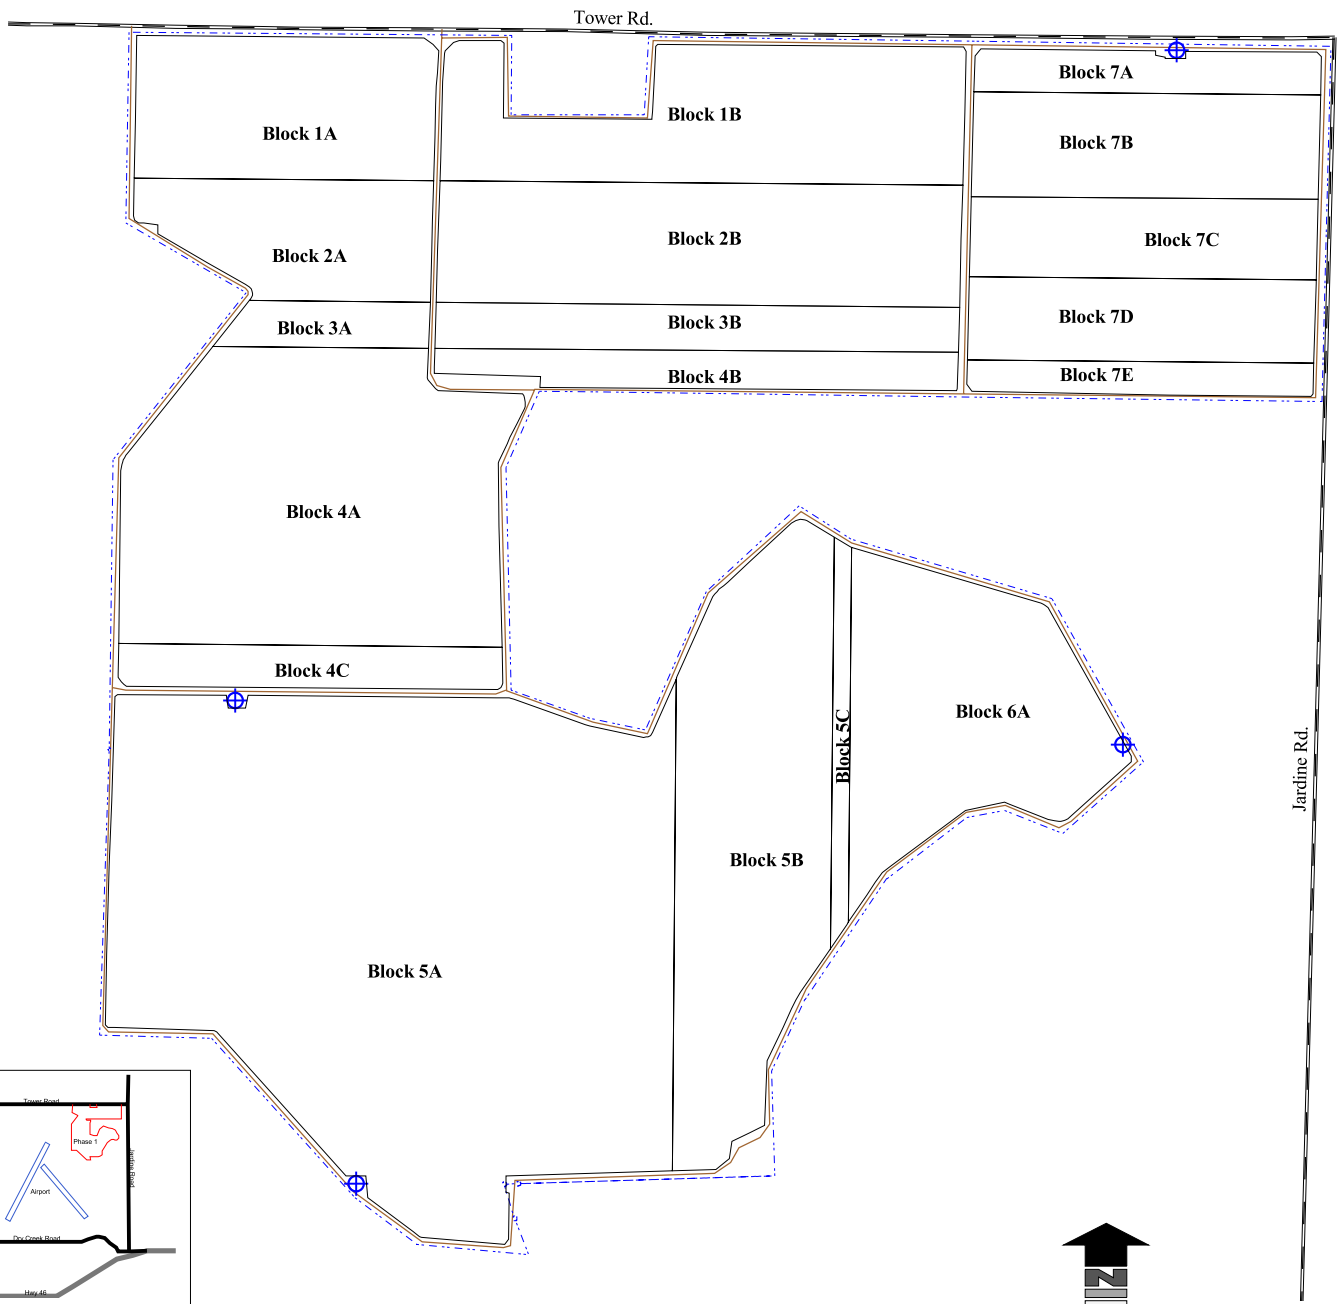 Tower Rd.
Block 7A
Block 1B
Block 1A
Block 7B
Block 2B
Block 7C
Block 2A
Block 7D
Block 3B
Block 3A
Block 4B
Block 7E
Block 4A
Block 4C
Block 6A
Block 5C
Jardine Rd.
Block 5B
Block 5A
Tower Road
Phase 1
Jardine Road
Airport
Dry Creek Road
Hwy 46
N